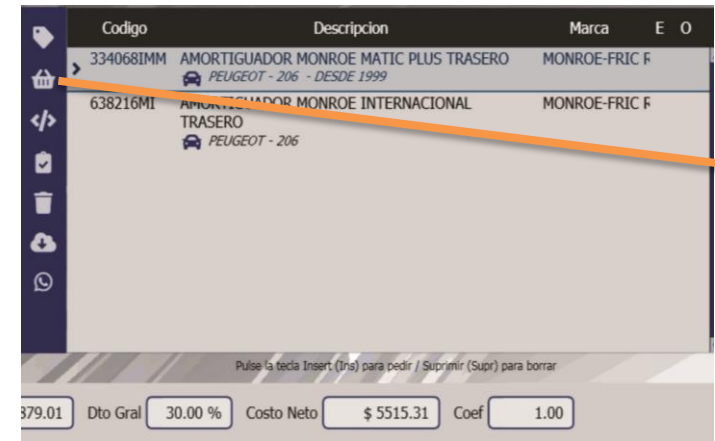 Codigo Descripcion Marca E O
334068IMM AMORTIGUADOR MONROE MATIC PLUS TRASERO MONROE-FRIC R
PEUGEOT - 206 - DESDE 1999
638216MI AMORTIGUADOR MONROE INTERNACIONAL MONROE-FRIC R
TRASERO
PEUGEOT - 206
Pulse la tecla Insert (Ins) para pedir / Suprimir (Supr) para borrar
879.01 Dto Gral 30.00 % Costo Neto $ 5515.31 Coef 1.00